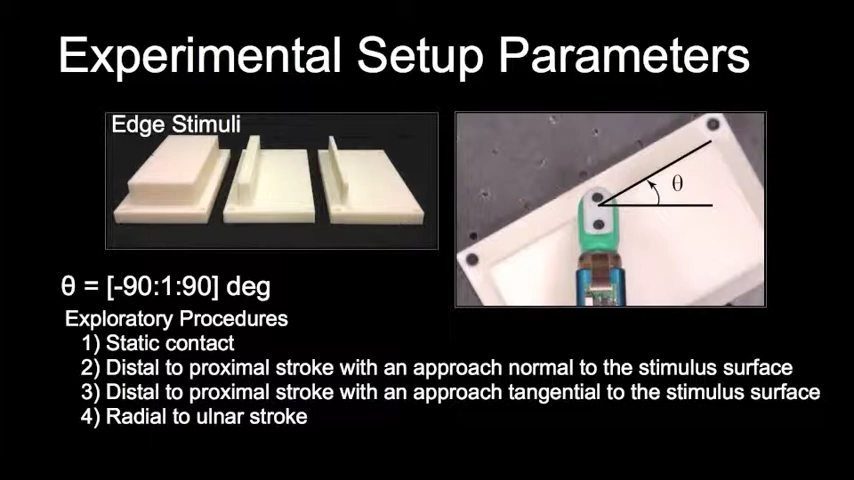 Experimental Setup Parameters
Edge Stimuli
θ
θ = [-90:1:90] deg
Exploratory Procedures
1) Static contact
2) Distal to proximal stroke with an approach normal to the stimulus surface
3) Distal to proximal stroke with an approach tangential to the stimulus surface
4) Radial to ulnar stroke